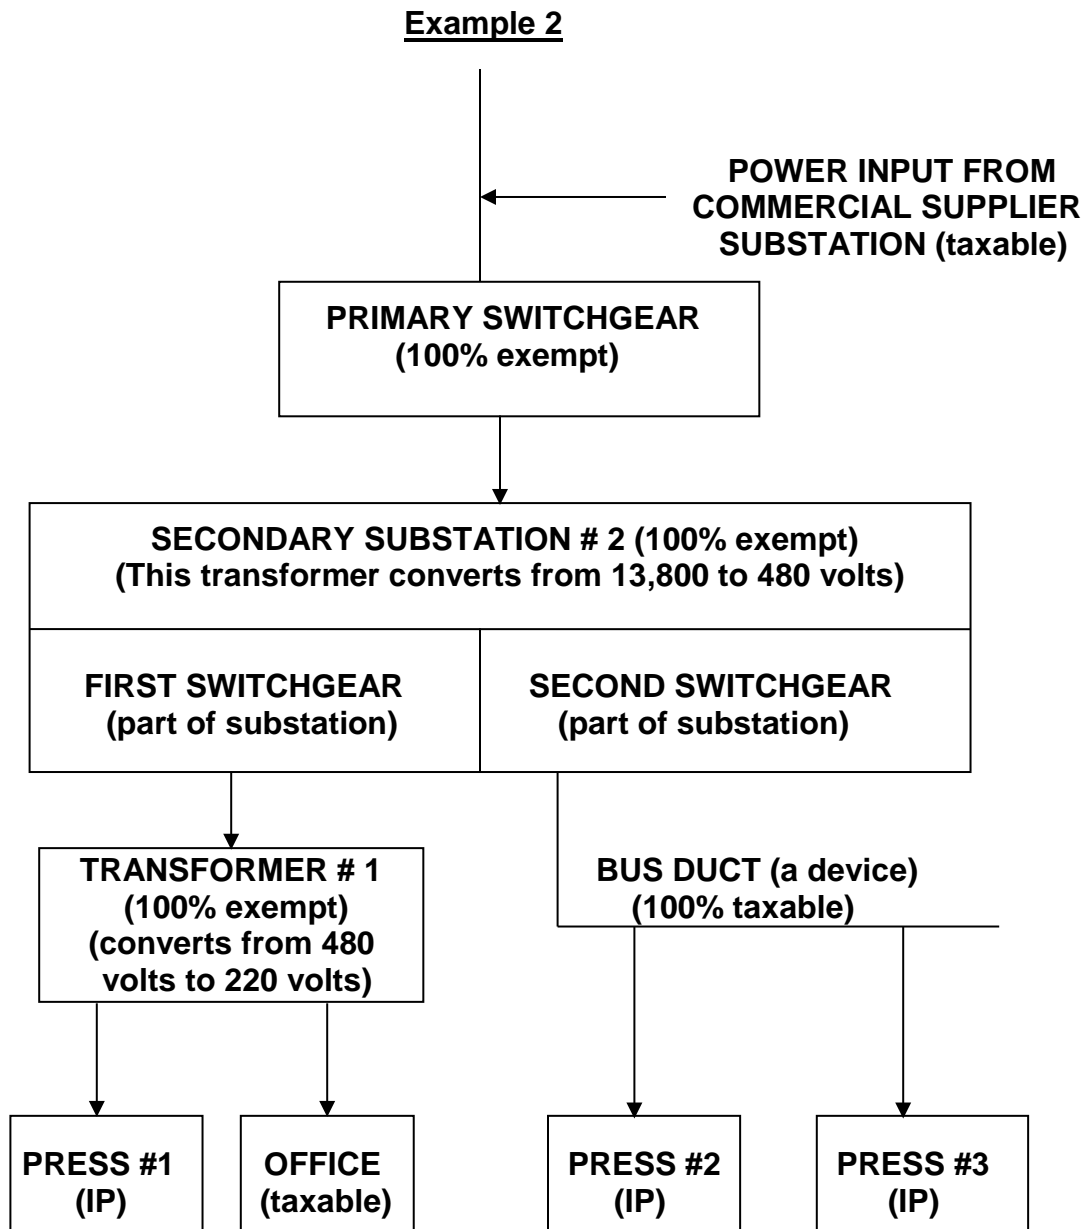 Example 2
POWER INPUT FROM
COMMERCIAL SUPPLIER
SUBSTATION (taxable)
PRIMARY SWITCHGEAR
(100% exempt)
SECONDARY SUBSTATION # 2 (100% exempt)
(This transformer converts from 13,800 to 480 volts)
FIRST SWITCHGEAR
(part of substation)
SECOND SWITCHGEAR
(part of substation)
TRANSFORMER # 1
(100% exempt)
(converts from 480
volts to 220 volts)
BUS DUCT (a device)
(100% taxable)
PRESS #1
(IP)
OFFICE
(taxable)
PRESS #2
(IP)
PRESS #3
(IP)